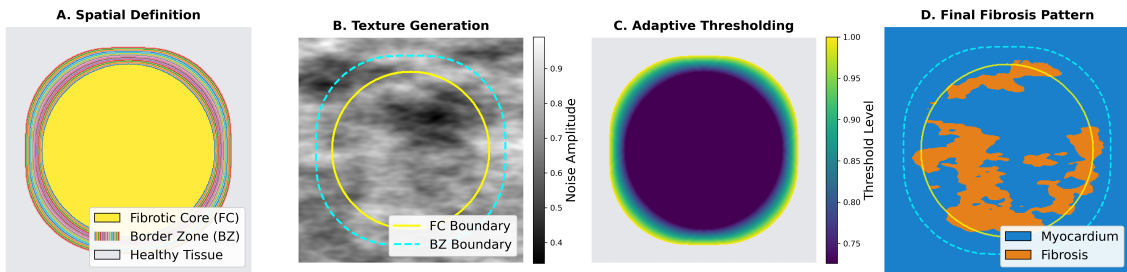 A. Spatial Definition
Fibrotic Core (FC)
Border Zone (BZ)
Healthy Tissue
B. Texture Generation
FC Boundary
BZ Boundary
0.9
0.8
0.7
0.6
0.5
0.4
Noise Amplitude
C. Adaptive Thresholding
1.00
0.95
0.90
0.85
0.80
0.75
Threshold Level
D. Final Fibrosis Pattern
Myocardium
Fibrosis